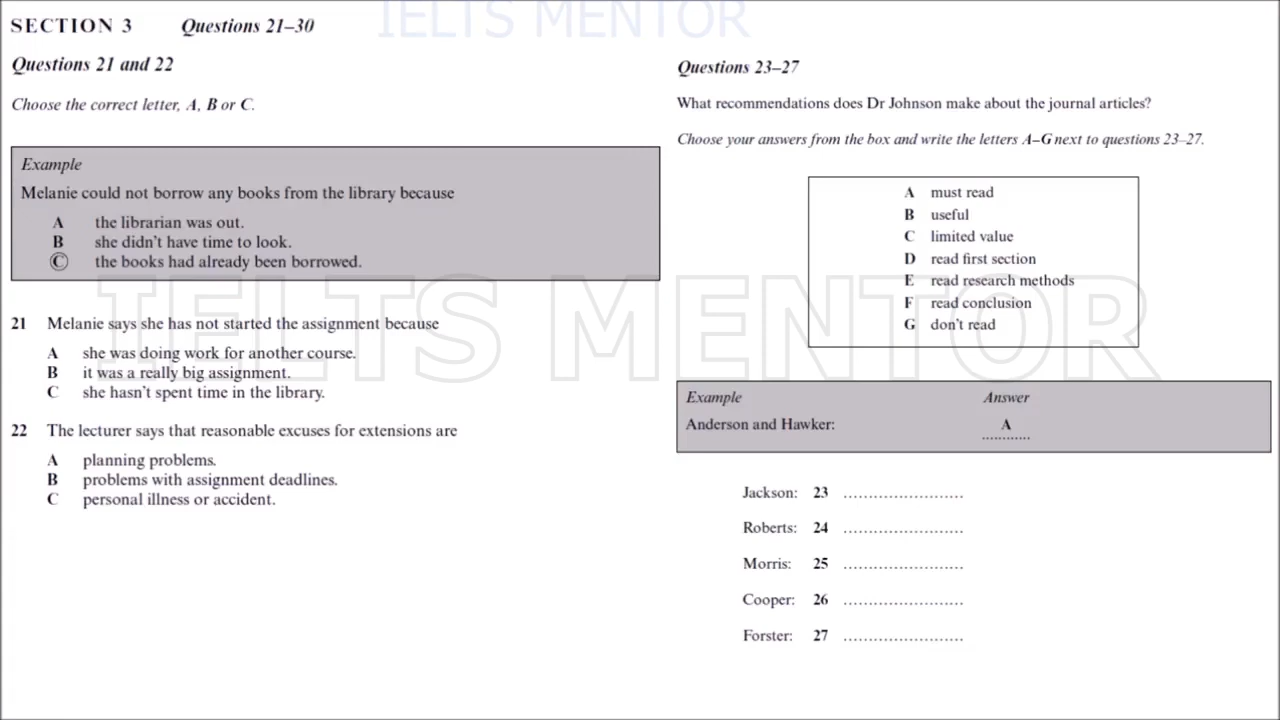 IELTS MENTOR
SECTION 3 Questions 21–30
Questions 21 and 22
Choose the correct letter, A, B or C.
Example
Melanie could not borrow any books from the library because
A the librarian was out.
B she didn't have time to look.
C the books had already been borrowed.
21 Melanie says she has not started the assignment because
A she was doing work for another course.
B it was a really big assignment.
C she hasn't spent time in the library.
22 The lecturer says that reasonable excuses for extensions are
A planning problems.
B problems with assignment deadlines.
C personal illness or accident.
Questions 23–27
What recommendations does Dr Johnson make about the journal articles?
Choose your answers from the box and write the letters A–G next to questions 23–27.
A must read
B useful
C limited value
D read first section
E read research methods
F read conclusion
G don't read
IELTS MENTOR
Example Answer
Anderson and Hawker: A
............
Jackson: 23 ........................
Roberts: 24 ........................
Morris: 25 ........................
Cooper: 26 ........................
Forster: 27 ........................